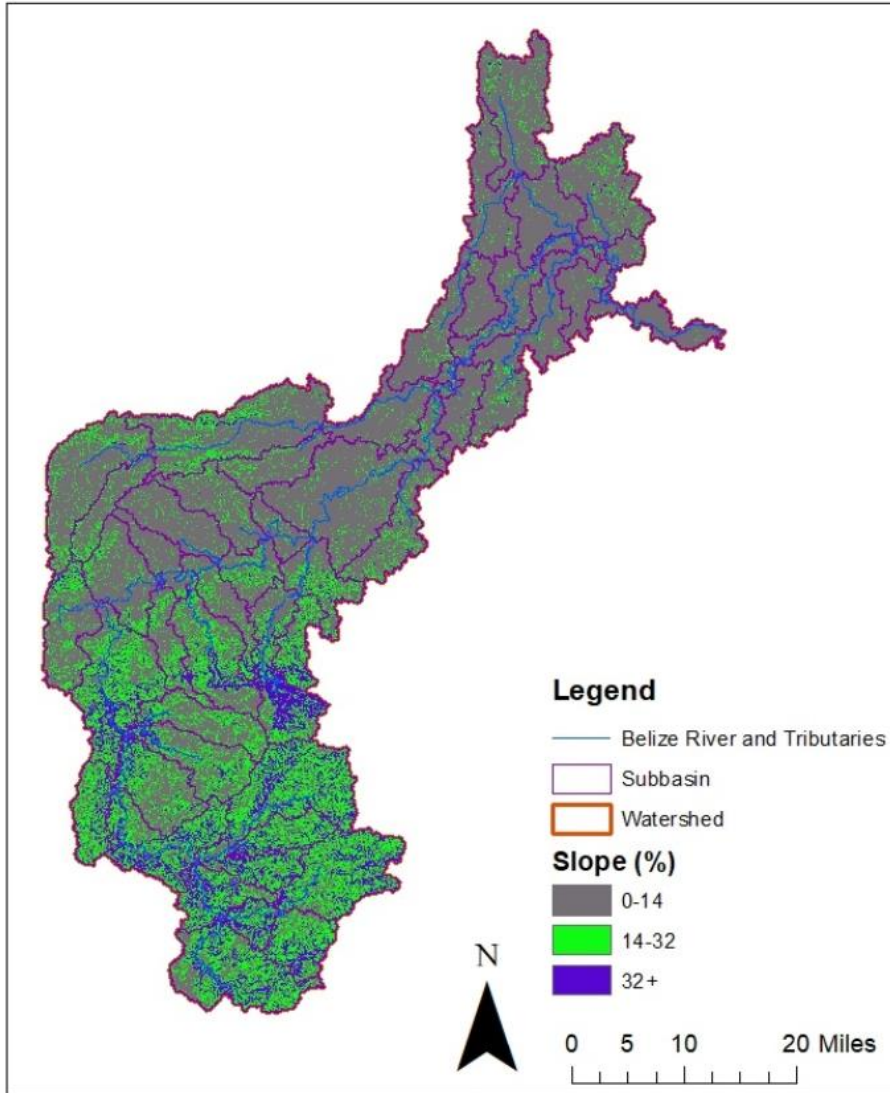 Legend
Belize River and Tributaries
Subbasin
Watershed
Slope (%)
0-14
14-32
32+
N
0 5 10 20 Miles